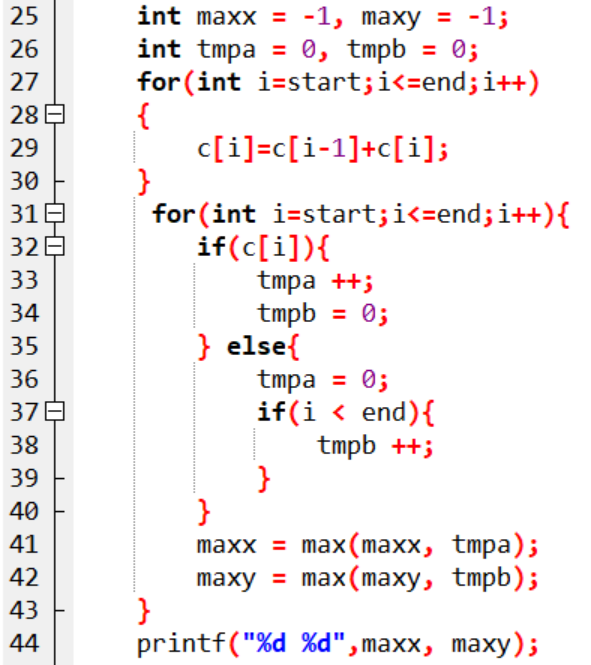 25 int maxx = -1, maxy = -1;
26 int tmpa = 0, tmpb = 0;
27 for(int i=start;i<=end;i++)
28 {
29 c[i]=c[i-1]+c[i];
30 }
31 for(int i=start;i<=end;i++){
32 if(c[i]){
33 tmpa ++;
34 tmpb = 0;
35 } else{
36 tmpa = 0;
37 if(i < end){
38 tmpb ++;
39 }
40 }
41 maxx = max(maxx, tmpa);
42 maxy = max(maxy, tmpb);
43 }
44 printf("%d %d",maxx, maxy);